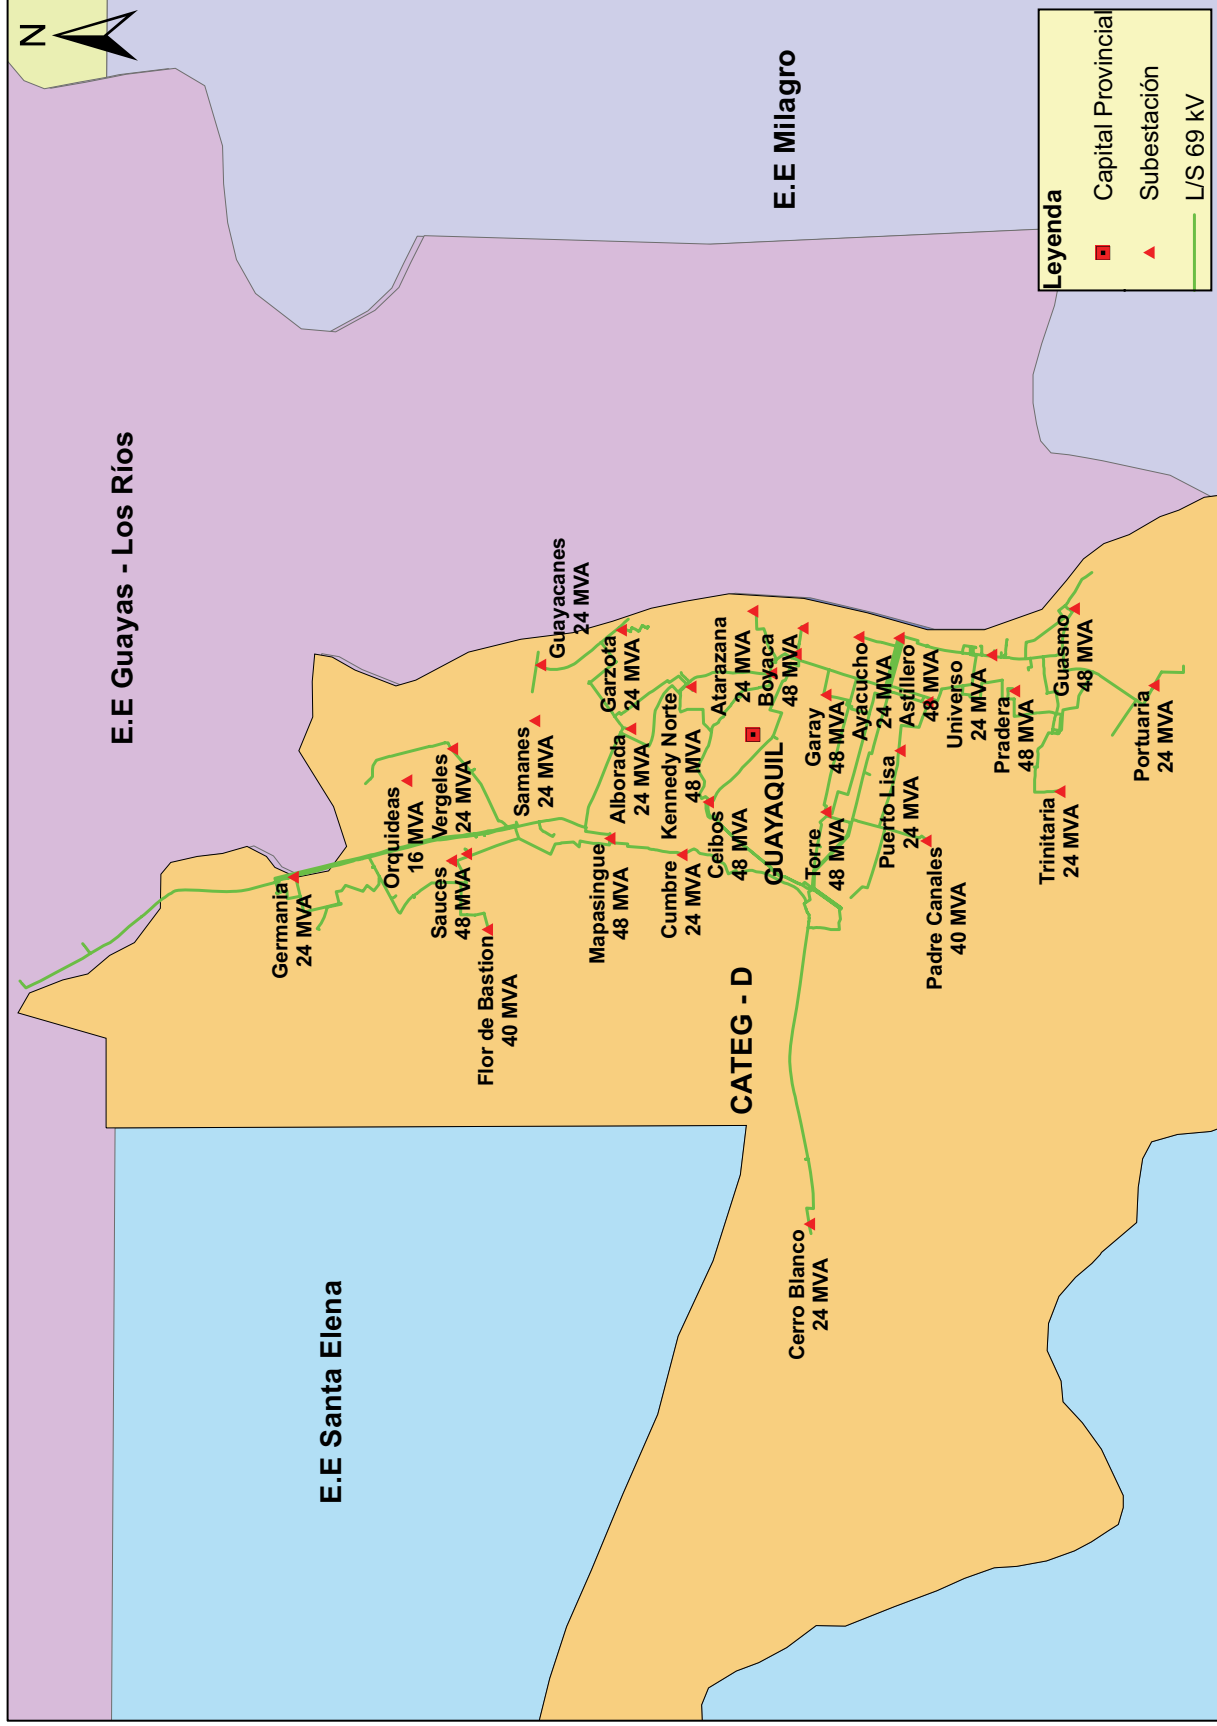 N
E.E Guayas - Los Ríos
E.E Milagro
E.E Santa Elena
CATEG - D
GUAYAQUIL
Germania
24 MVA
Orquideas
16 MVA
Vergeles
24 MVA
Sauces
48 MVA
Flor de Bastion
40 MVA
Samanes
24 MVA
Guayacanes
24 MVA
Garzota
24 MVA
Alborada
24 MVA
Mapasingue
48 MVA
Kennedy Norte
48 MVA
Cumbre
24 MVA
Ceibos
48 MVA
Atarazana
24 MVA
Boyaca
48 MVA
Garay
48 MVA
Torre
48 MVA
Ayacucho
24 MVA
Astillero
48 MVA
Puerto Lisa
24 MVA
Padre Canales
40 MVA
Universo
24 MVA
Pradera
48 MVA
Guasmo
48 MVA
Trinitaria
24 MVA
Portuaria
24 MVA
Cerro Blanco
24 MVA
Leyenda
Capital Provincial
Subestación
L/S 69 kV